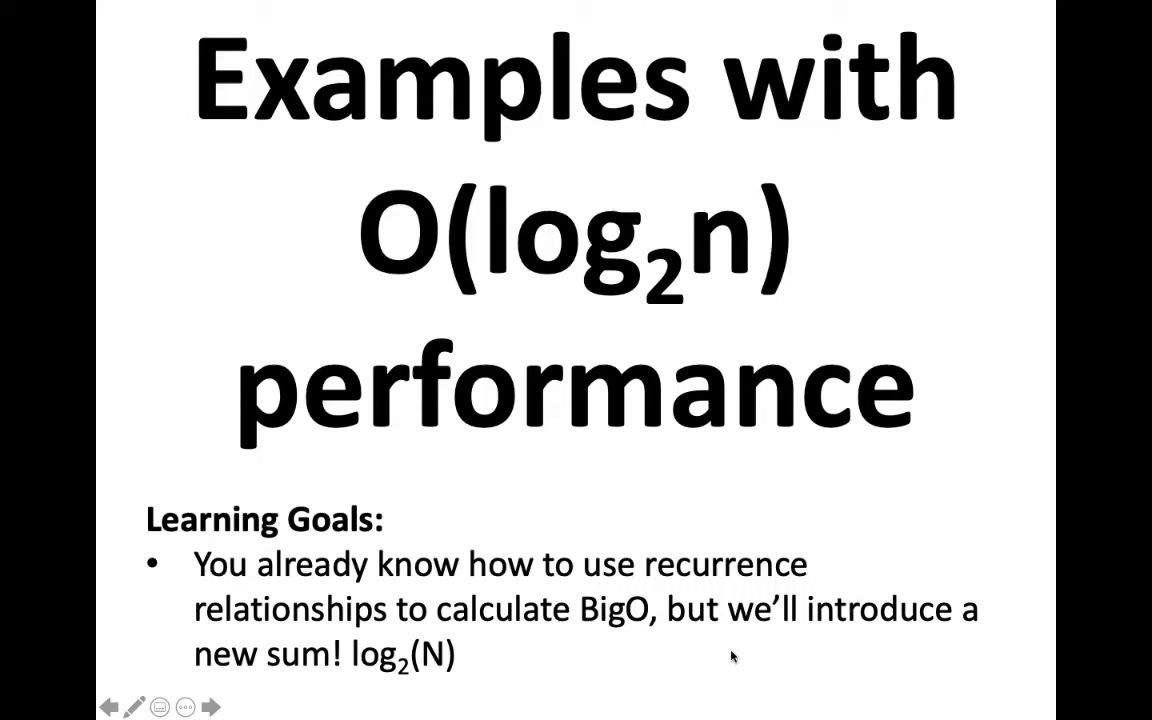 Examples with
O(log₂n)
performance
Learning Goals:
• You already know how to use recurrence
relationships to calculate BigO, but we’ll introduce a
new sum! log₂(N)